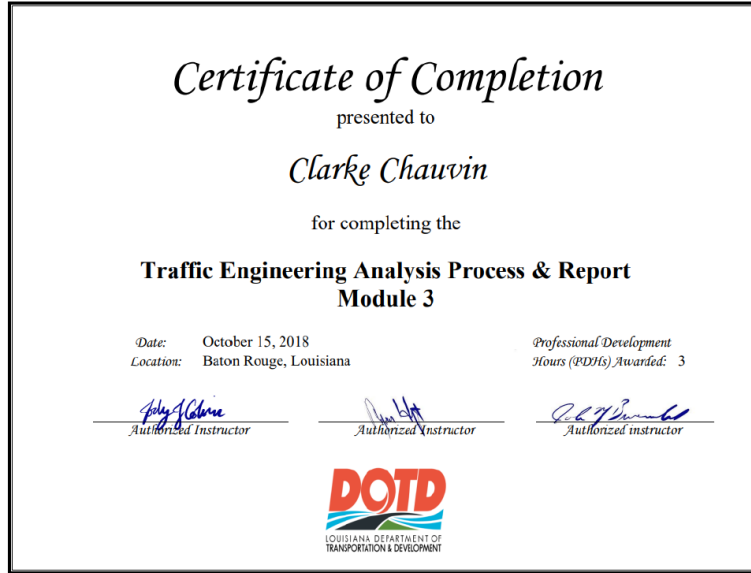 Certificate of Completion
presented to
Clarke Chauvin
for completing the
Traffic Engineering Analysis Process & Report
Module 3
Date: October 15, 2018
Location: Baton Rouge, Louisiana
Professional Development
Hours (PDHs) Awarded: 3
Authorized Instructor
Authorized Instructor
Authorized instructor
DOTD
LOUISIANA DEPARTMENT OF
TRANSPORTATION & DEVELOPMENT